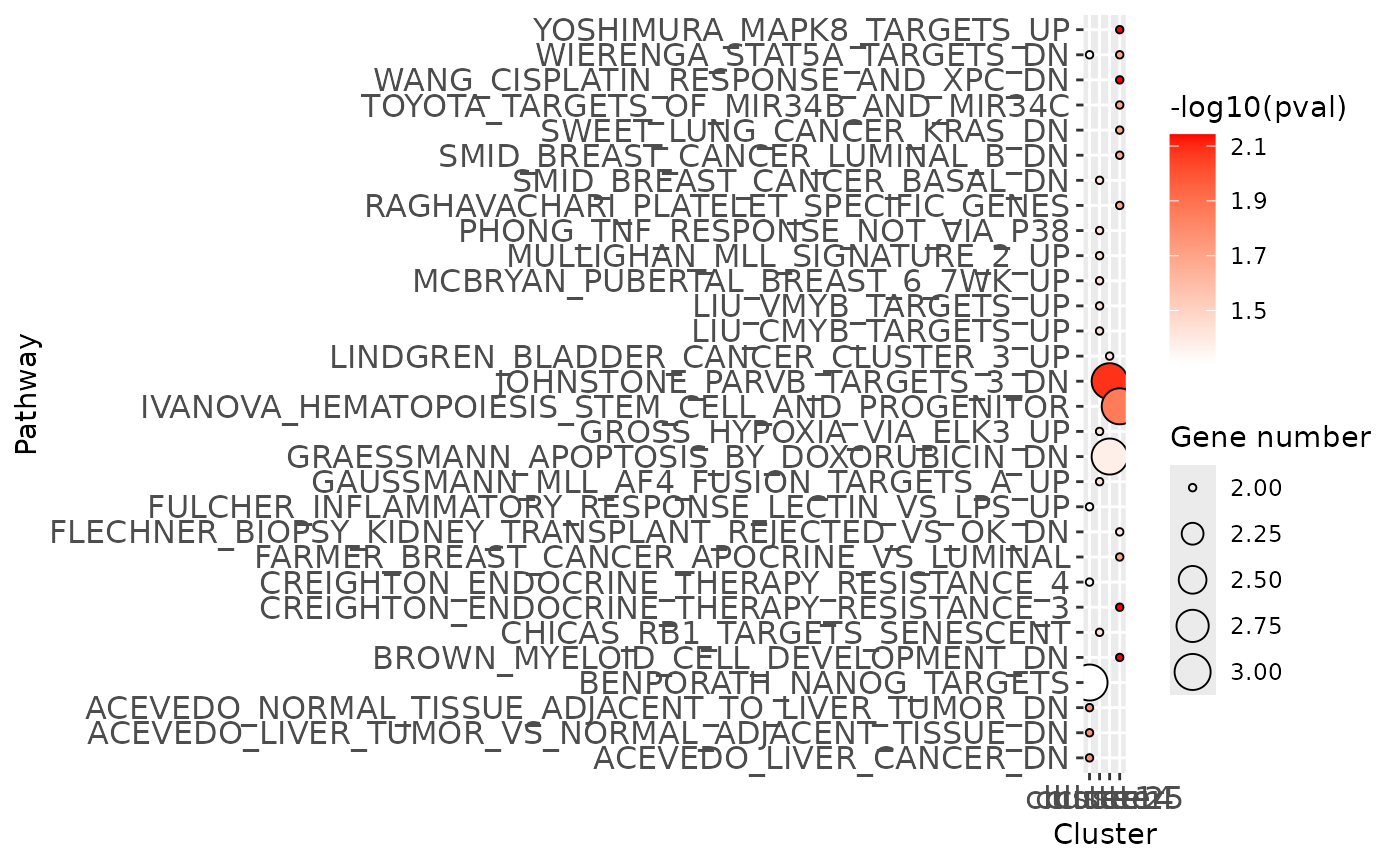 YOSHIMURA_MAPK8_TARGETS_UP
WIERENGA_STAT5A_TARGETS_DN
WANG_CISPLATIN_RESPONSE_AND_XPC_DN
TOYOTA_TARGETS_OF_MIR34B_AND_MIR34C
SWEET_LUNG_CANCER_KRAS_DN
SMID_BREAST_CANCER_LUMINAL_B_DN
SMID_BREAST_CANCER_BASAL_DN
RAGHAVACHARI_PLATELET_SPECIFIC_GENES
PHONG_TNF_RESPONSE_NOT_VIA_P38
MULLIGHAN_MLL_SIGNATURE_2_UP
MCBRYAN_PUBERTAL_BREAST_6_7WK_UP
LIU_VMYB_TARGETS_UP
LIU_CMYB_TARGETS_UP
LINDGREN_BLADDER_CANCER_CLUSTER_3_UP
JOHNSTONE_PARVB_TARGETS_3_DN
IVANOVA_HEMATOPOIESIS_STEM_CELL_AND_PROGENITOR
GROSS_HYPOXIA_VIA_ELK3_UP
GRAESSMANN_APOPTOSIS_BY_DOXORUBICIN_DN
GAUSSMANN_MLL_AF4_FUSION_TARGETS_A_UP
FULCHER_INFLAMMATORY_RESPONSE_LECTIN_VS_LPS_UP
FLECHNER_BIOPSY_KIDNEY_TRANSPLANT_REJECTED_VS_OK_DN
FARMER_BREAST_CANCER_APOCRINE_VS_LUMINAL
CREIGHTON_ENDOCRINE_THERAPY_RESISTANCE_4
CREIGHTON_ENDOCRINE_THERAPY_RESISTANCE_3
CHICAS_RB1_TARGETS_SENESCENT
BROWN_MYELOID_CELL_DEVELOPMENT_DN
BENPORATH_NANOG_TARGETS
ACEVEDO_NORMAL_TISSUE_ADJACENT_TO_LIVER_TUMOR_DN
ACEVEDO_LIVER_TUMOR_VS_NORMAL_ADJACENT_TISSUE_DN
ACEVEDO_LIVER_CANCER_DN
Pathway
Cluster
-log10(pval)
2.1
1.9
1.7
1.5
Gene number
2.00
2.25
2.50
2.75
3.00